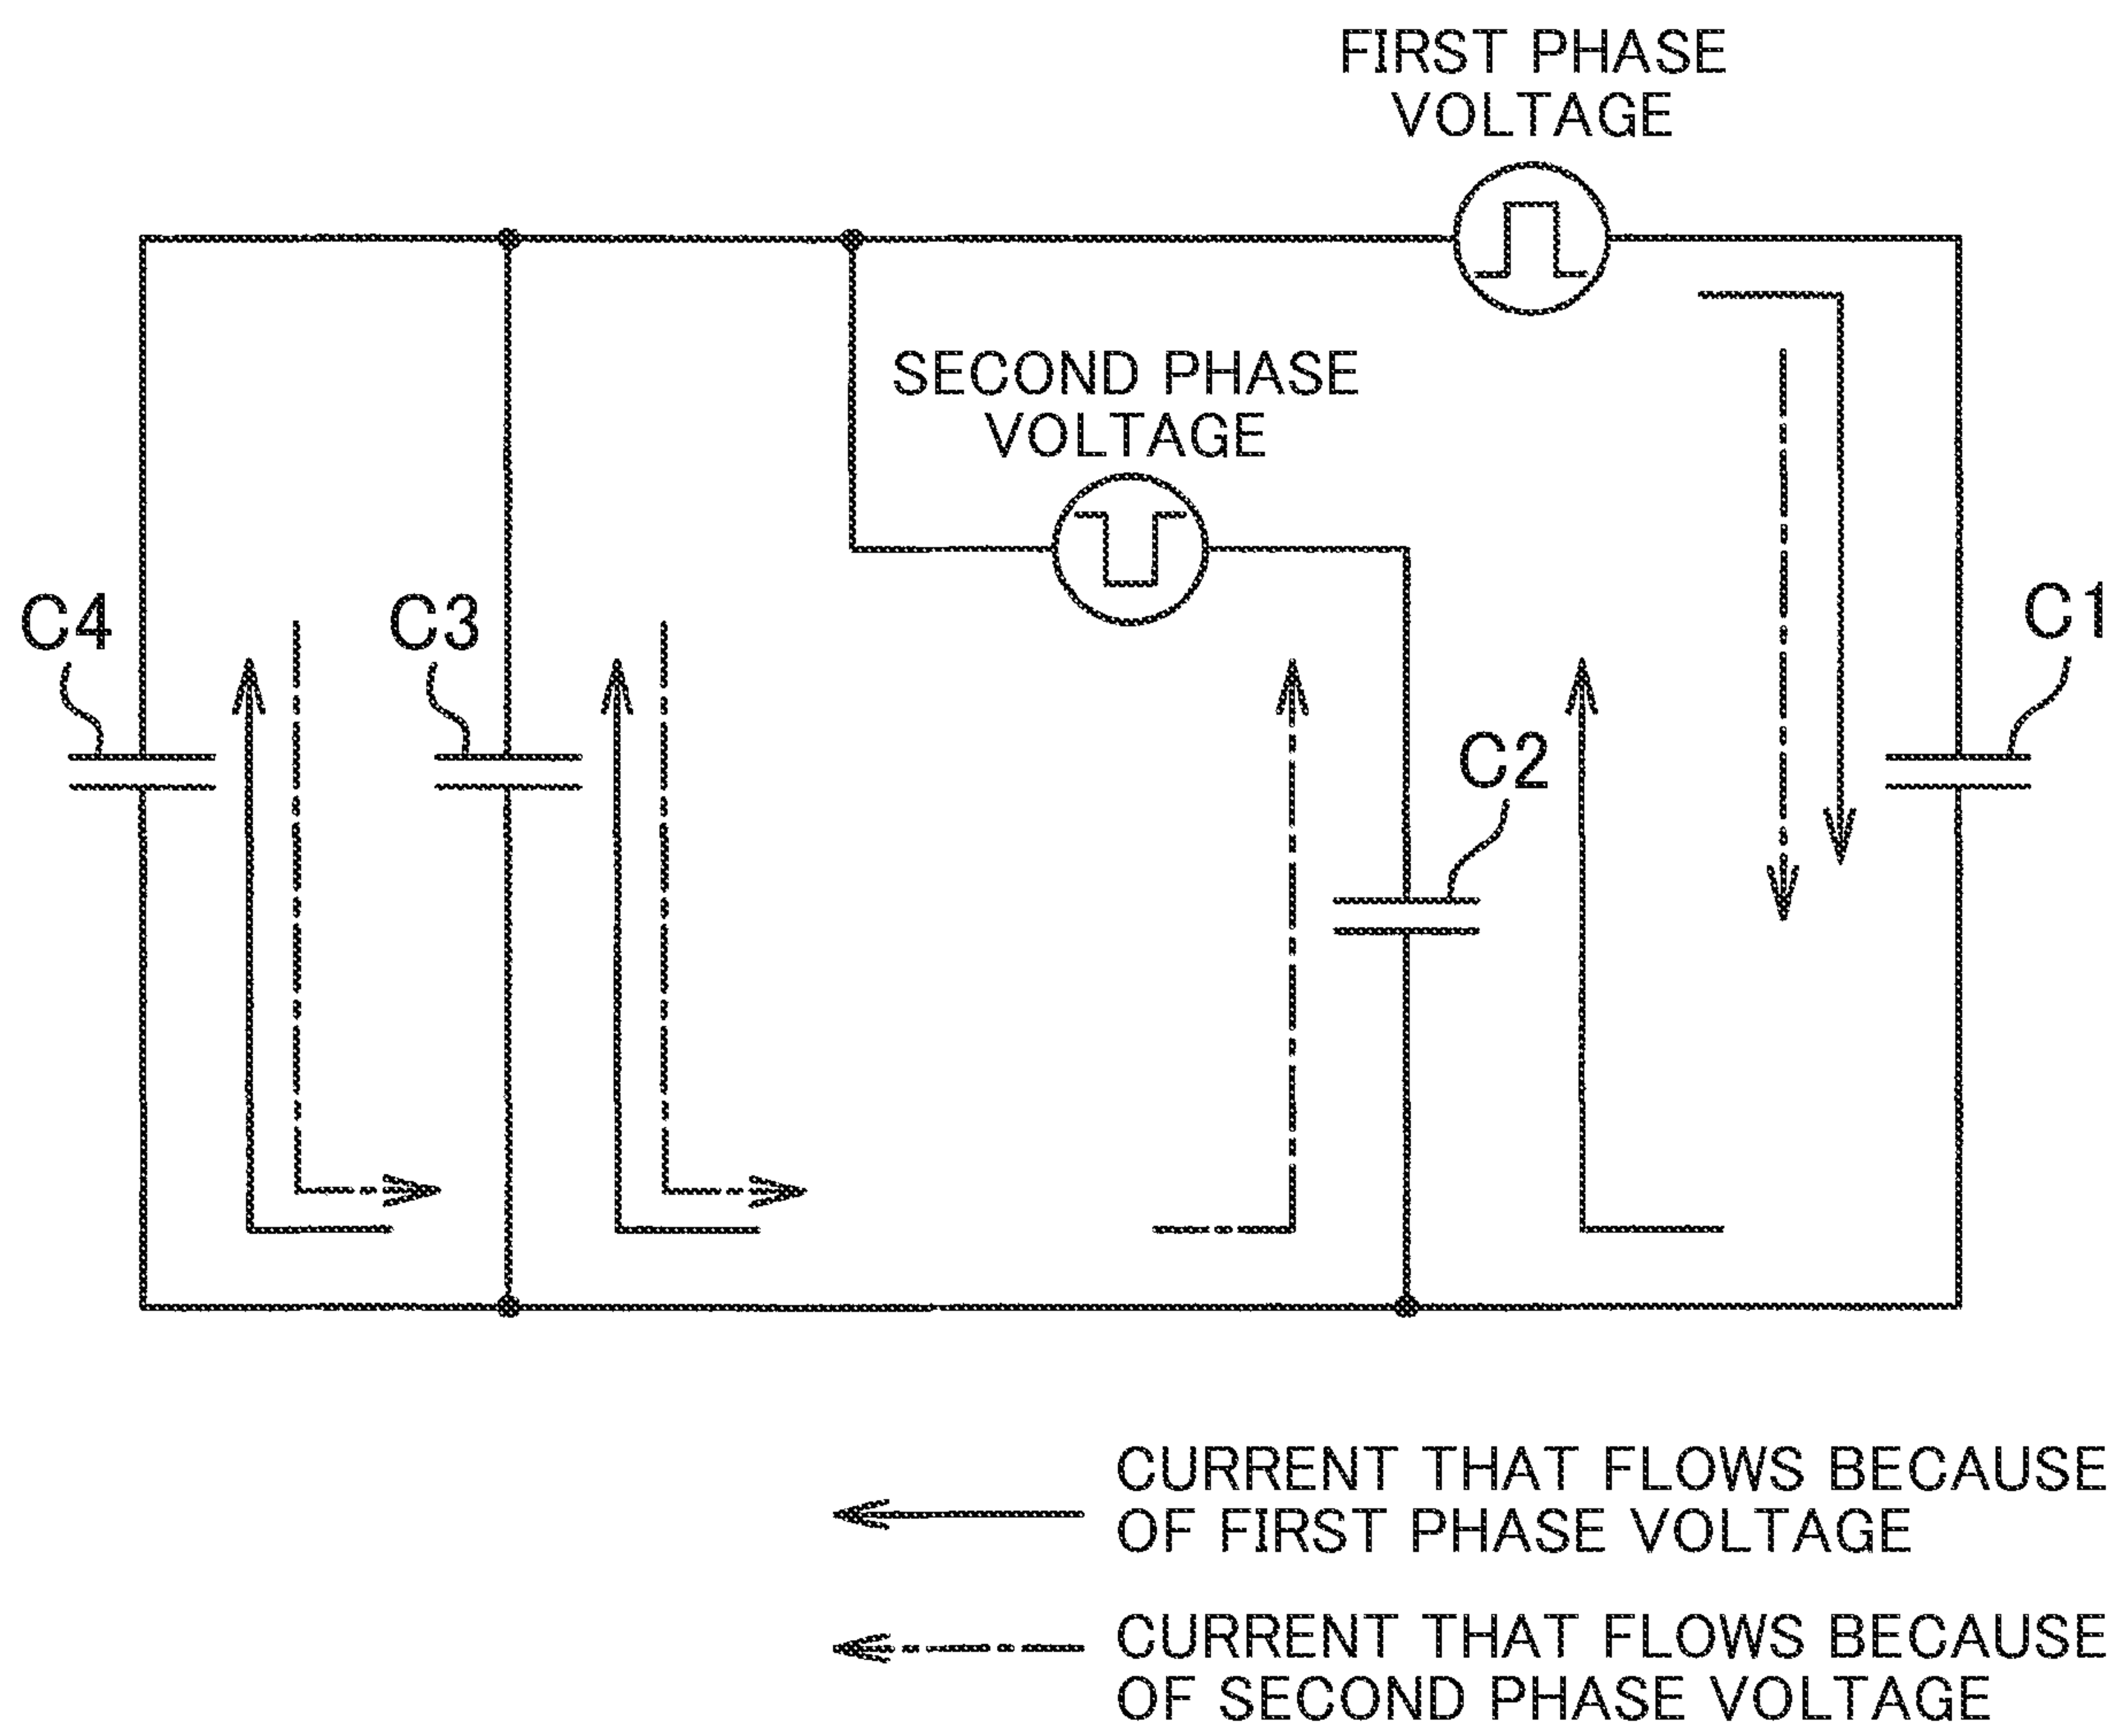 FIRST PHASE
VOLTAGE
SECOND PHASE
VOLTAGE
C4
C3
C1
C2
CURRENT THAT FLOWS BECAUSE
OF FIRST PHASE VOLTAGE
CURRENT THAT FLOWS BECAUSE
OF SECOND PHASE VOLTAGE